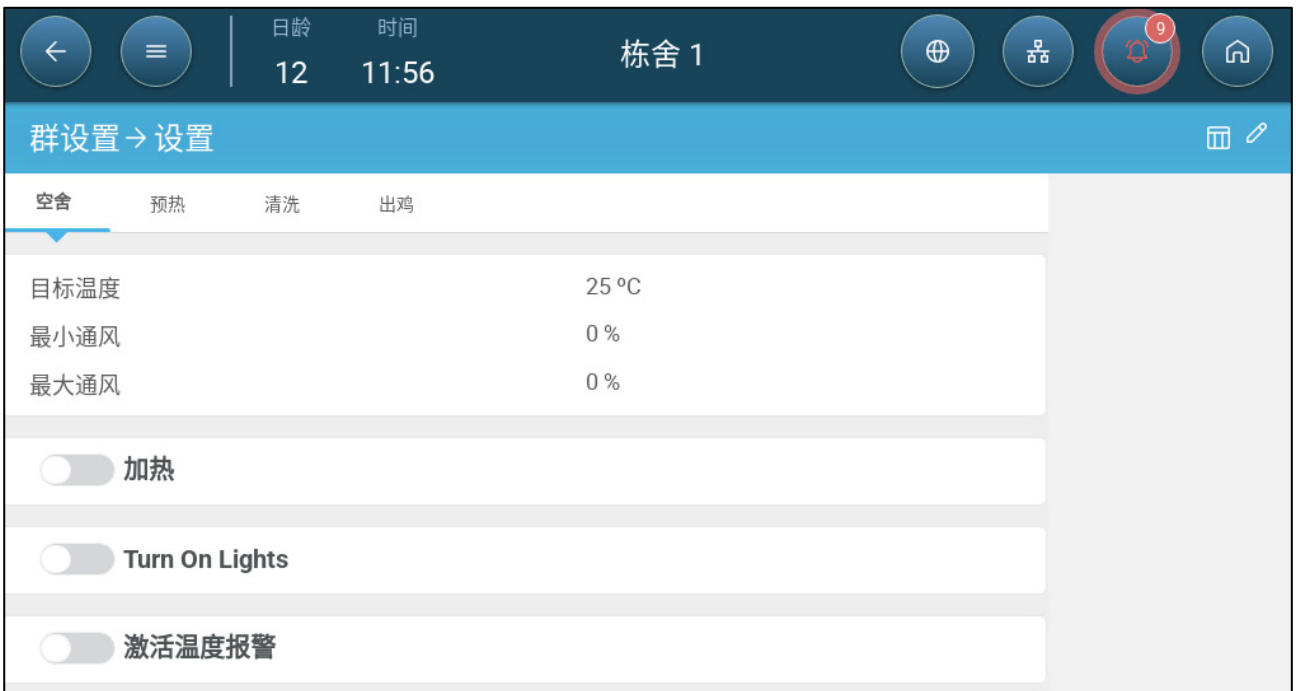 日龄 时间
12 11:56 栋舍 1 9
群设置→设置
空舍 预热 清洗 出鸡
目标温度 25 ºC
最小通风 0 %
最大通风 0 %
加热
Turn On Lights
激活温度报警